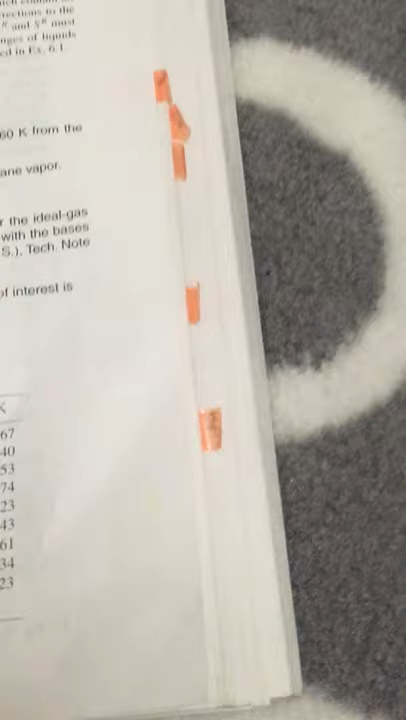 rections to the
and S^R must
nges of liquids
ed in Ex. 6.1.
60 K from the
ane vapor.
r the ideal-gas
with the bases
S.), Tech. Note
of interest is
K
67
40
53
74
23
43
61
34
23